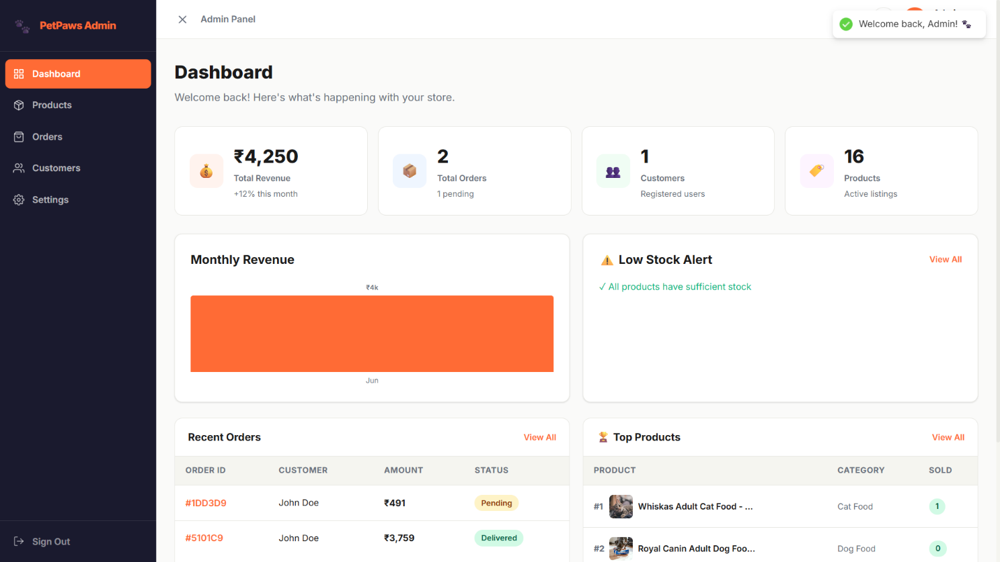 PetPaws Admin
Dashboard
Products
Orders
Customers
Settings
Sign Out
Admin Panel
Welcome back, Admin!
Dashboard
Welcome back! Here's what's happening with your store.
₹4,250
Total Revenue
+12% this month
2
Total Orders
1 pending
1
Customers
Registered users
16
Products
Active listings
Monthly Revenue
₹4k
Jun
Low Stock Alert
View All
✓ All products have sufficient stock
Recent Orders
View All
ORDER ID CUSTOMER AMOUNT STATUS
#1DD3D9 John Doe ₹491 Pending
#5101C9 John Doe ₹3,759 Delivered
Top Products
View All
PRODUCT CATEGORY SOLD
#1 Whiskas Adult Cat Food - ... Cat Food 1
#2 Royal Canin Adult Dog Foo... Dog Food 0